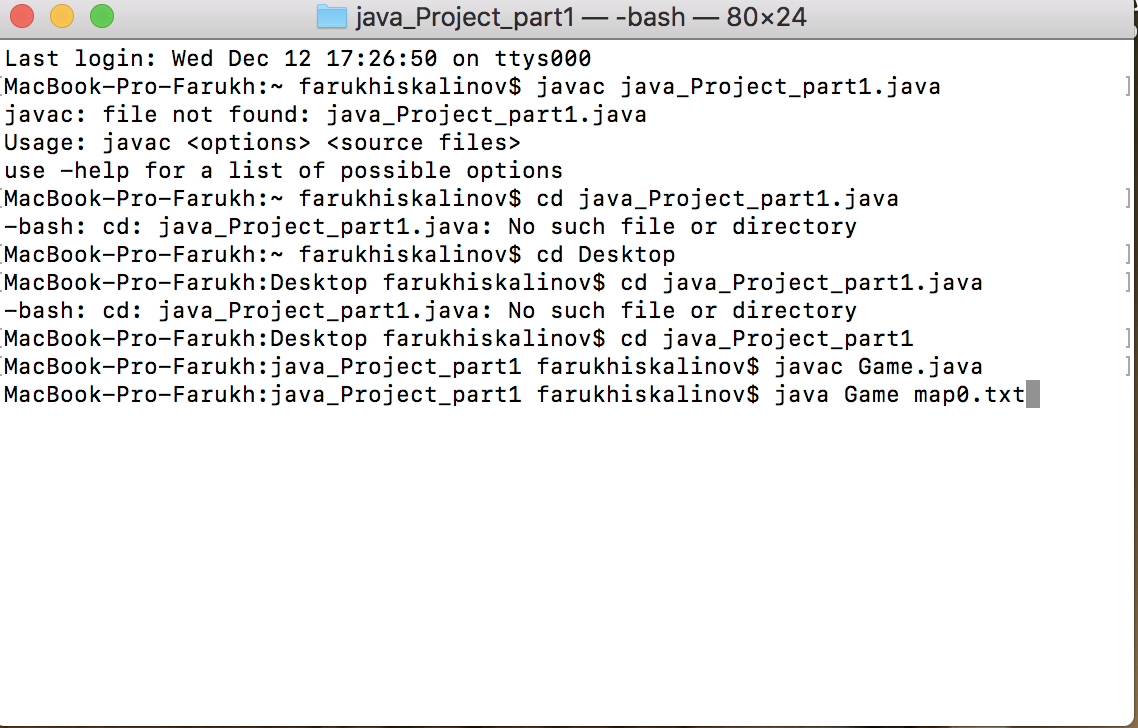 java_Project_part1 — -bash — 80×24
Last login: Wed Dec 12 17:26:50 on ttys000
[MacBook-Pro-Farukh:~ farukhiskalinov$ javac java_Project_part1.java ]
javac: file not found: java_Project_part1.java
Usage: javac <options> <source files>
use -help for a list of possible options
[MacBook-Pro-Farukh:~ farukhiskalinov$ cd java_Project_part1.java ]
-bash: cd: java_Project_part1.java: No such file or directory
[MacBook-Pro-Farukh:~ farukhiskalinov$ cd Desktop ]
[MacBook-Pro-Farukh:Desktop farukhiskalinov$ cd java_Project_part1.java ]
-bash: cd: java_Project_part1.java: No such file or directory
[MacBook-Pro-Farukh:Desktop farukhiskalinov$ cd java_Project_part1 ]
[MacBook-Pro-Farukh:java_Project_part1 farukhiskalinov$ javac Game.java ]
MacBook-Pro-Farukh:java_Project_part1 farukhiskalinov$ java Game map0.txt